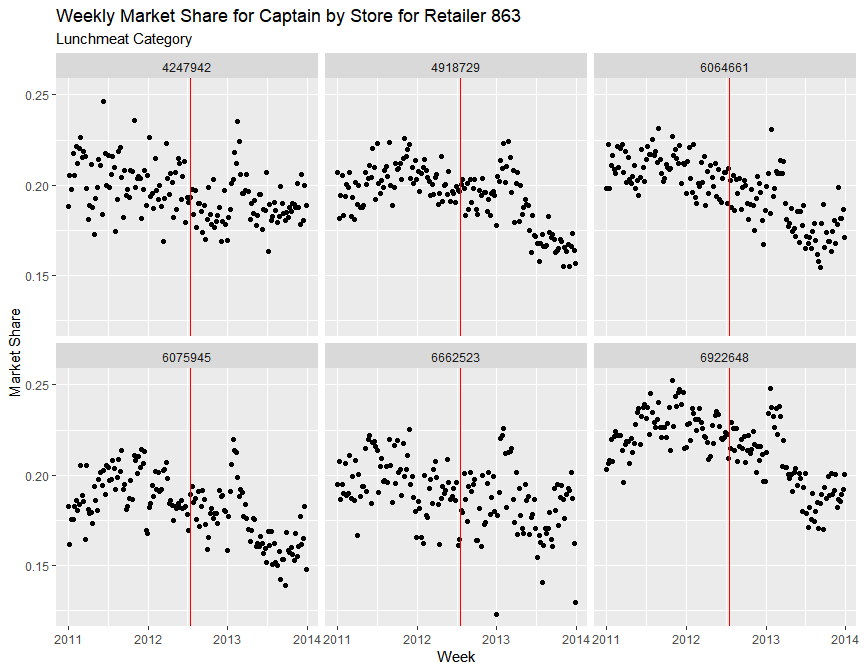 Weekly Market Share for Captain by Store for Retailer 863
Lunchmeat Category
4247942 4918729 6064661
0.25
0.20
0.15
6075945 6662523 6922648
0.25
0.20
0.15
Market Share
2011 2012 2013 2014 2011 2012 2013 2014 2011 2012 2013 2014
Week